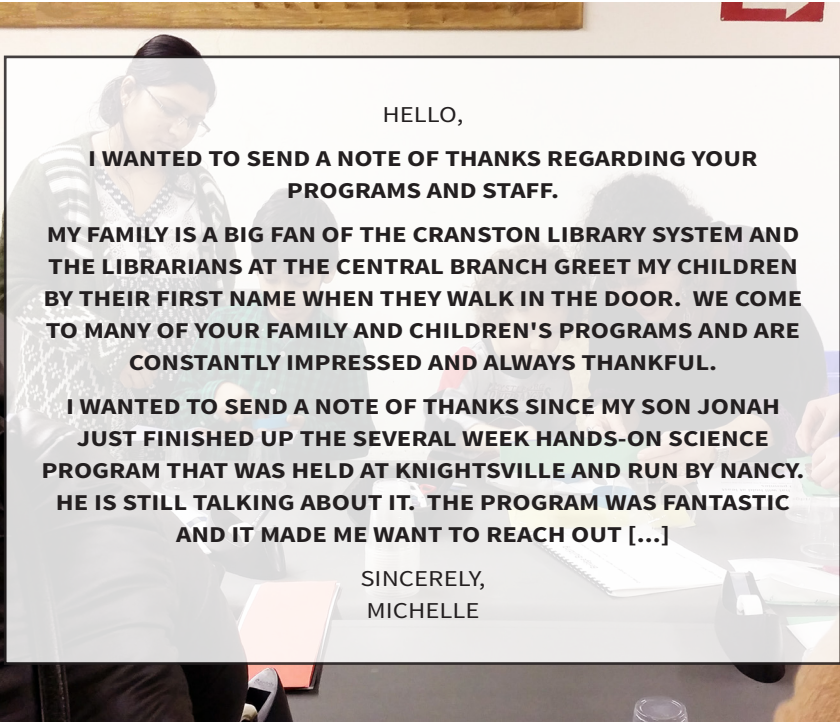 HELLO,
I WANTED TO SEND A NOTE OF THANKS REGARDING YOUR
PROGRAMS AND STAFF.
MY FAMILY IS A BIG FAN OF THE CRANSTON LIBRARY SYSTEM AND
THE LIBRARIANS AT THE CENTRAL BRANCH GREET MY CHILDREN
BY THEIR FIRST NAME WHEN THEY WALK IN THE DOOR.  WE COME
TO MANY OF YOUR FAMILY AND CHILDREN'S PROGRAMS AND ARE
CONSTANTLY IMPRESSED AND ALWAYS THANKFUL.
I WANTED TO SEND A NOTE OF THANKS SINCE MY SON JONAH
JUST FINISHED UP THE SEVERAL WEEK HANDS-ON SCIENCE
PROGRAM THAT WAS HELD AT KNIGHTSVILLE AND RUN BY NANCY.
HE IS STILL TALKING ABOUT IT.  THE PROGRAM WAS FANTASTIC
AND IT MADE ME WANT TO REACH OUT [...]
SINCERELY,
MICHELLE